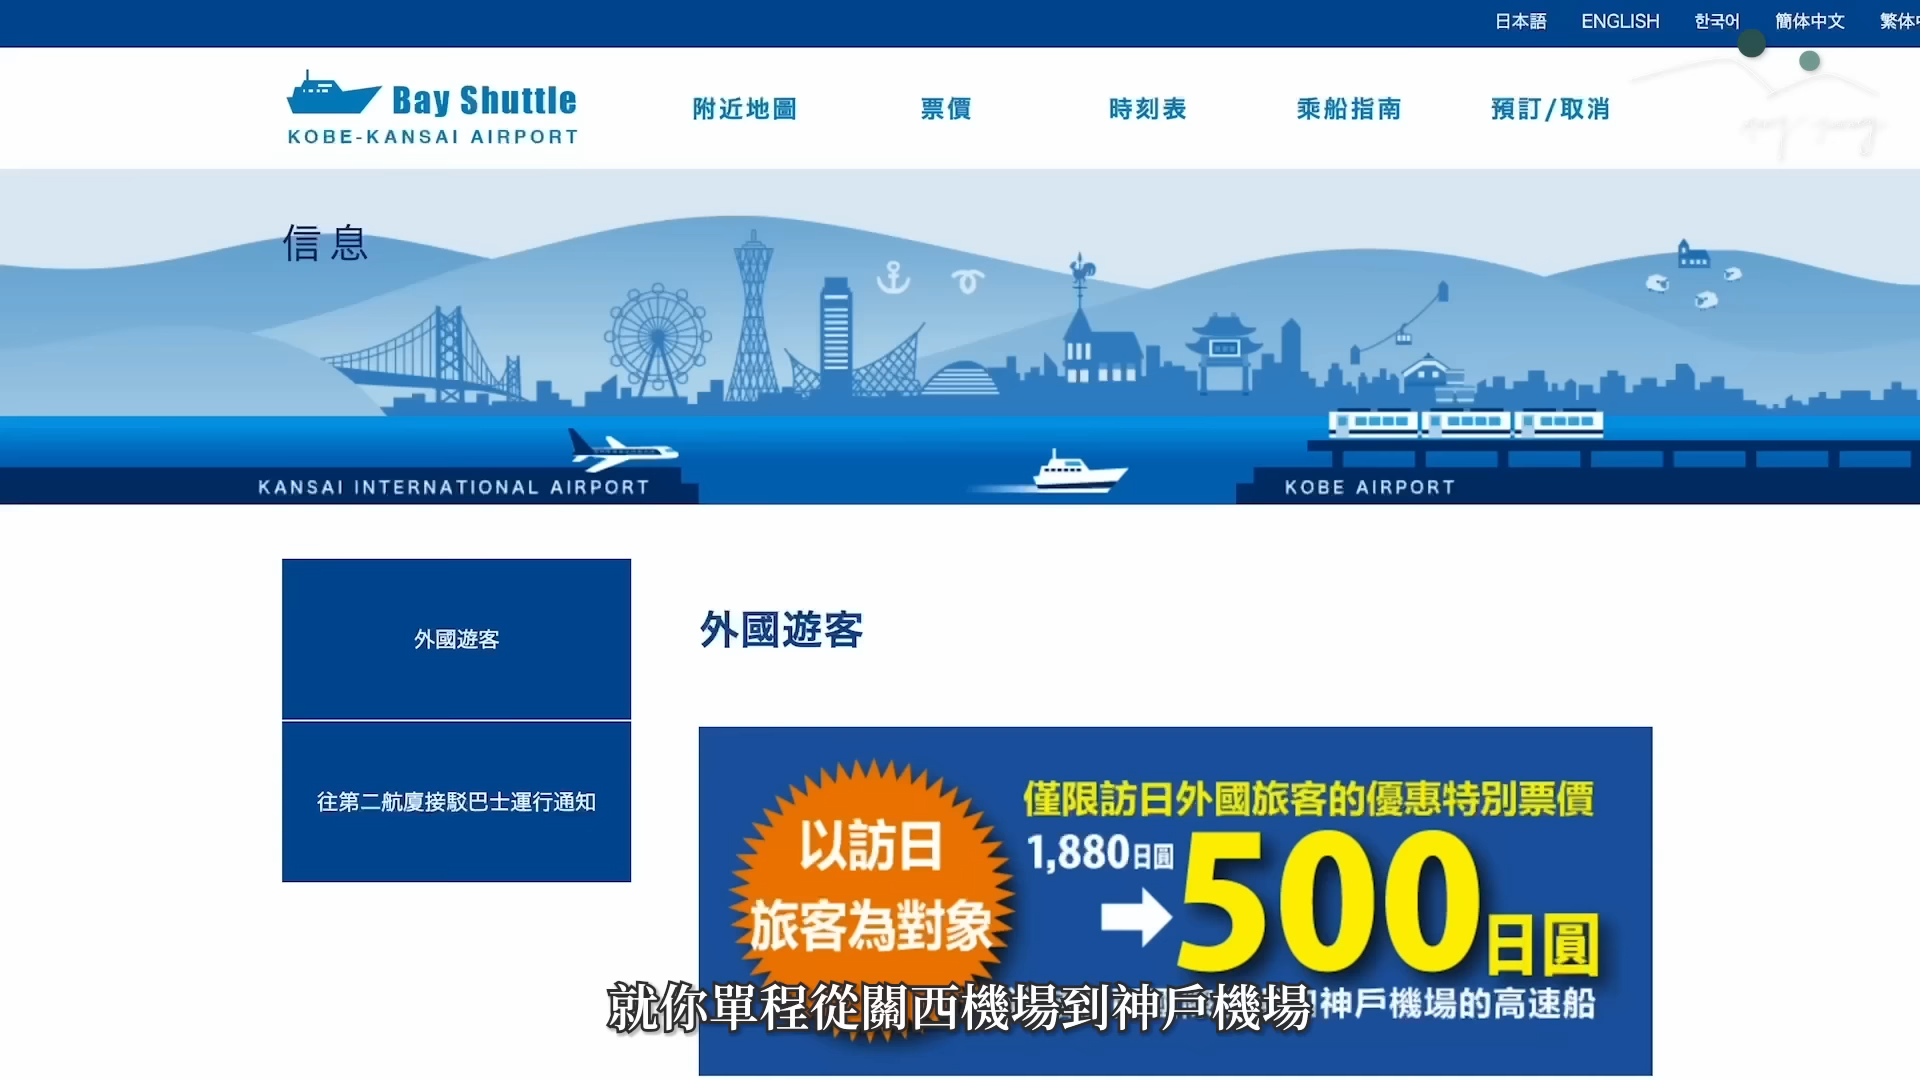 日本語 ENGLISH 한국어 簡体中文 繁体中
Bay Shuttle
KOBE-KANSAI AIRPORT
附近地圖 票價 時刻表 乘船指南 預訂/取消
信息
KANSAI INTERNATIONAL AIRPORT KOBE AIRPORT
外國遊客
往第二航廈接駁巴士運行通知
外國遊客
以訪日
旅客為對象
僅限訪日外國旅客的優惠特別票價
1,880日圓
500日圓
神戶機場的高速船
就你單程從關西機場到神戶機場